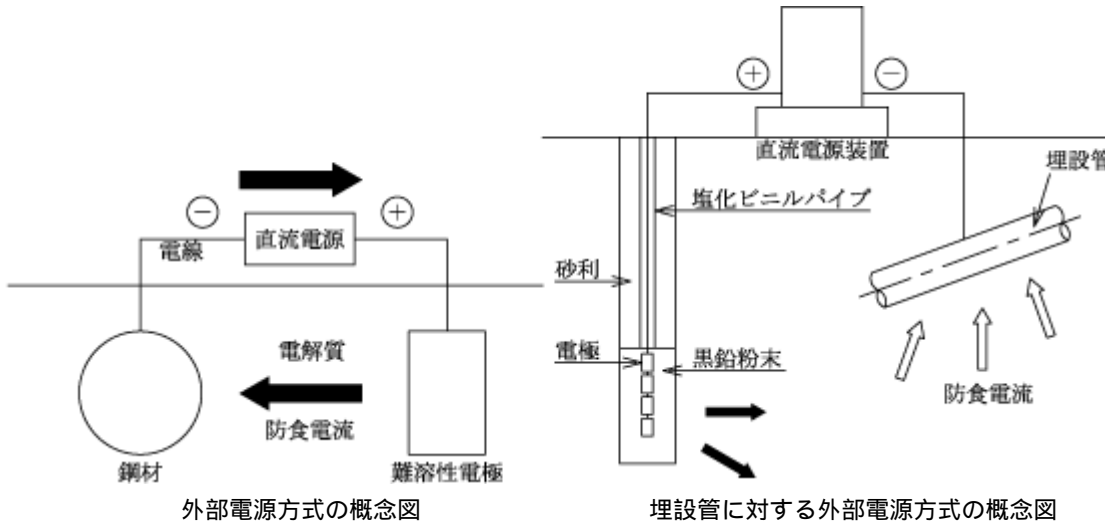 ⊖
⊕
直流電源
電線
電解質
防食電流
鋼材
難溶性電極
外部電源方式の概念図
⊕
⊖
直流電源装置
埋設管
塩化ビニルパイプ
砂利
電極
黒鉛粉末
防食電流
埋設管に対する外部電源方式の概念図